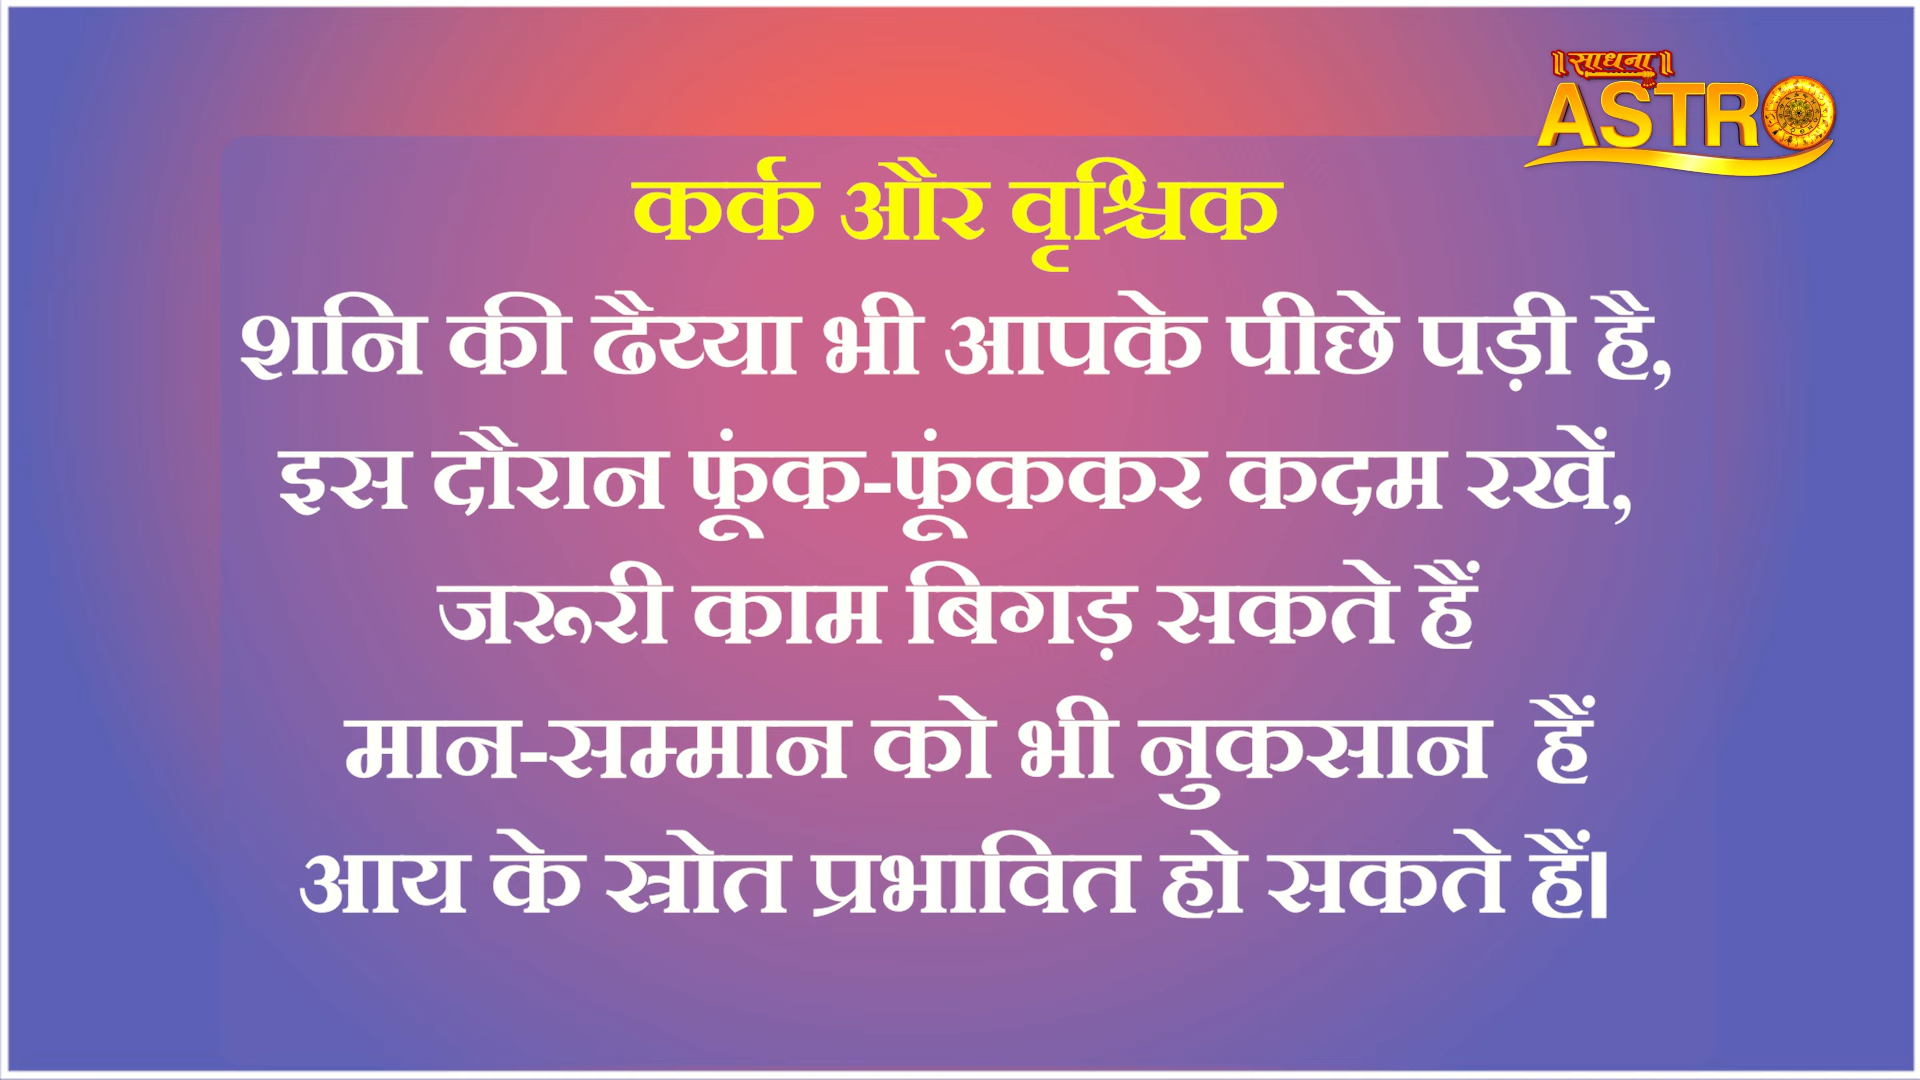 ॥साधना॥
ASTRO
कर्क और वृश्चिक
शनि की ढैय्या भी आपके पीछे पड़ी है,
इस दौरान फूंक-फूंककर कदम रखें,
जरूरी काम बिगड़ सकते हैं
मान-सम्मान को भी नुकसान हैं
आय के स्रोत प्रभावित हो सकते हैं।